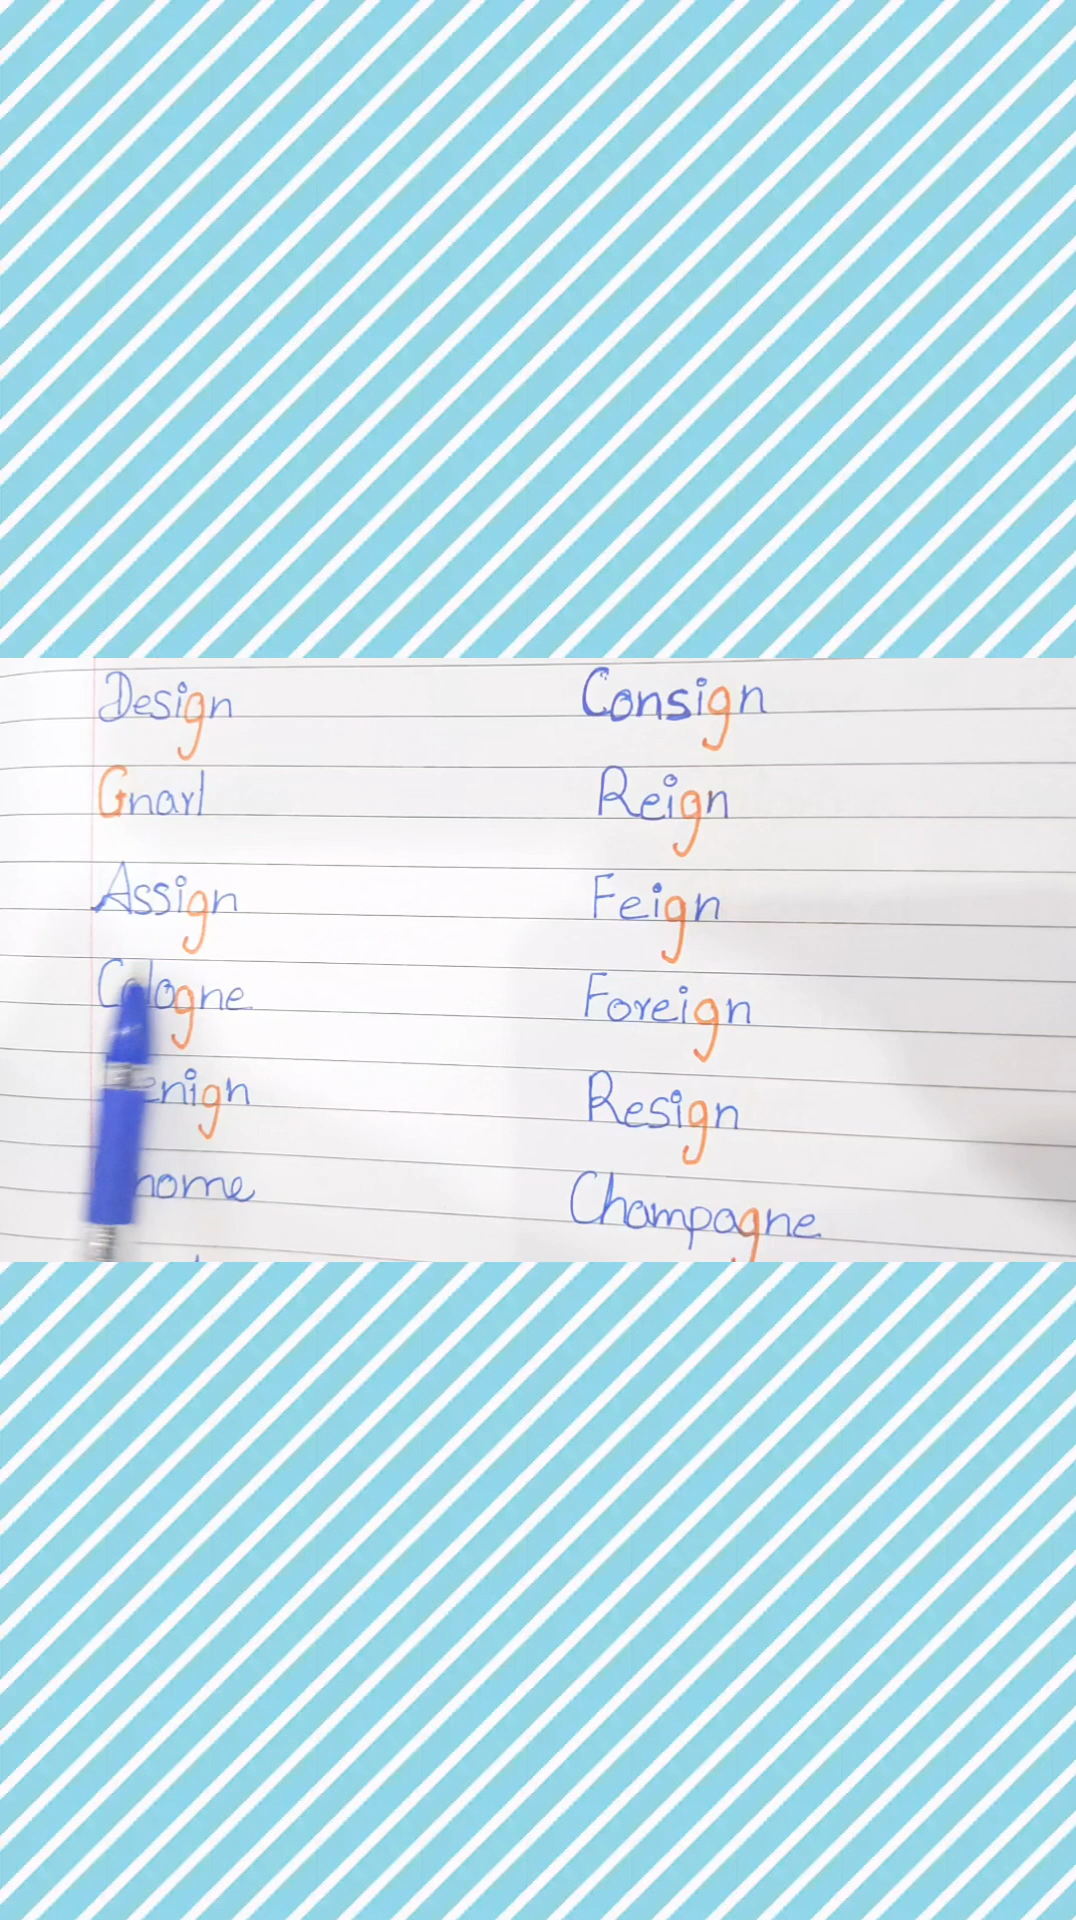 Design Consign
Gnarl Reign
Assign Feign
Cologne Foreign
Resign
Champagne